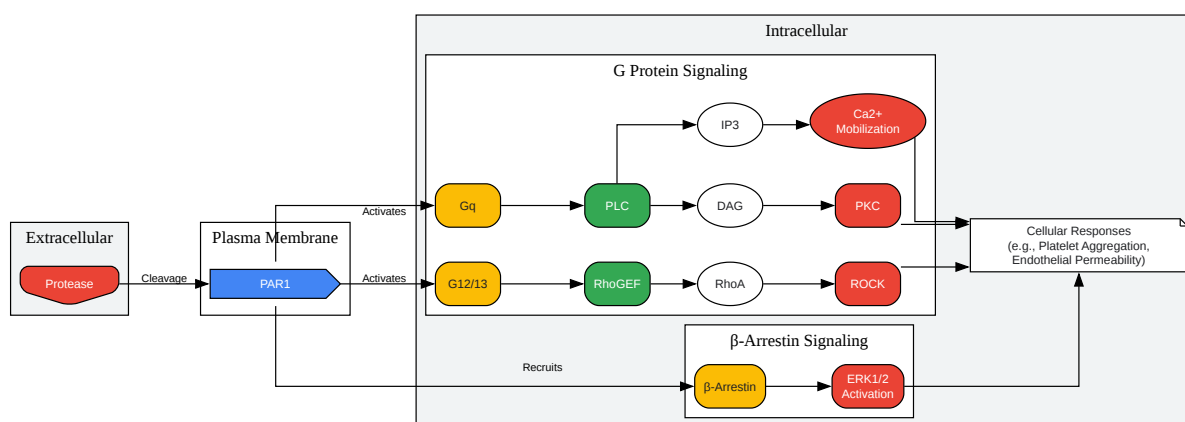 Intracellular
G Protein Signaling
IP3
Ca2+
Mobilization
Gq
PLC
DAG
PKC
Activates
Extracellular
Plasma Membrane
Cellular Responses
(e.g., Platelet Aggregation,
Endothelial Permeability)
Protease
Cleavage
PAR1
Activates
G12/13
RhoGEF
RhoA
ROCK
β-Arrestin Signaling
Recruits
β-Arrestin
ERK1/2
Activation